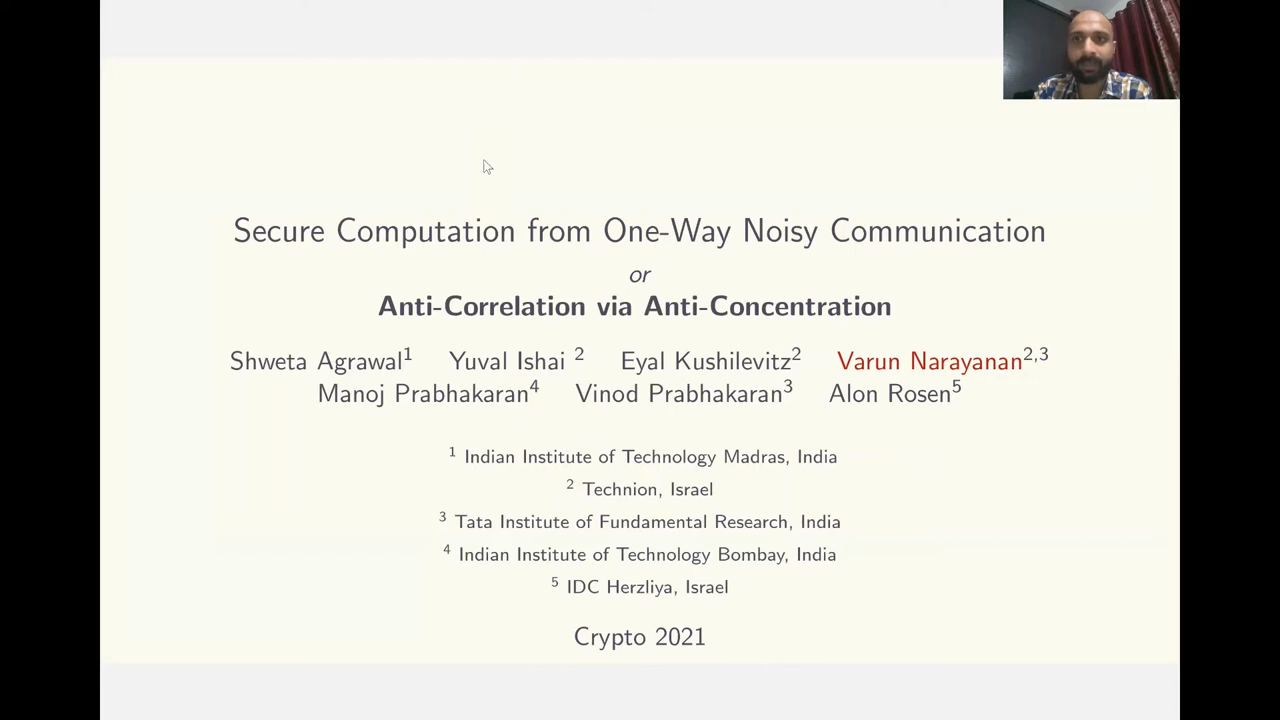 Secure Computation from One-Way Noisy Communication
or
Anti-Correlation via Anti-Concentration
Shweta Agrawal¹ Yuval Ishai ² Eyal Kushilevitz² Varun Narayanan²,³
Manoj Prabhakaran⁴ Vinod Prabhakaran³ Alon Rosen⁵
¹ Indian Institute of Technology Madras, India
² Technion, Israel
³ Tata Institute of Fundamental Research, India
⁴ Indian Institute of Technology Bombay, India
⁵ IDC Herzliya, Israel
Crypto 2021